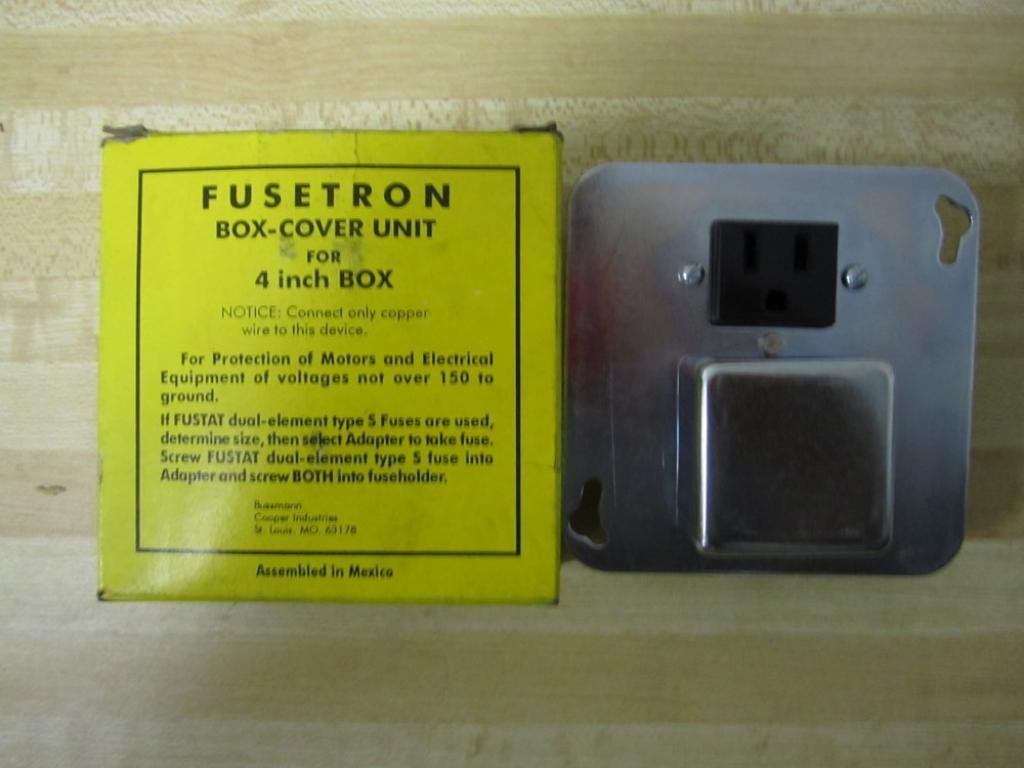 FUSETRON
BOX-COVER UNIT
FOR
4 inch BOX
NOTICE: Connect only copper
wire to this device.
For Protection of Motors and Electrical
Equipment of voltages not over 150 to
ground.
If FUSTAT dual-element type S Fuses are used,
determine size, then select Adapter to take fuse.
Screw FUSTAT dual-element type S fuse into
Adapter and screw BOTH into fuseholder.
Bussmann
Cooper Industries
St. Louis, MO 63178
Assembled in Mexico